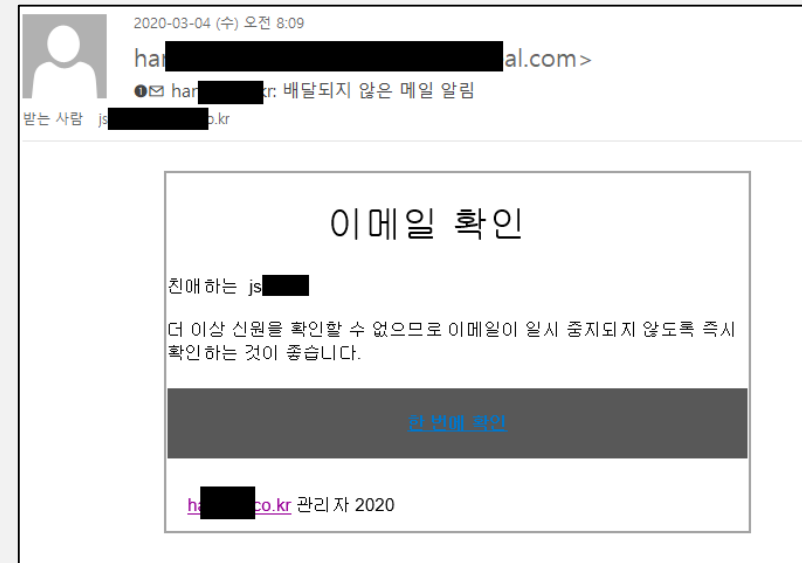 2020-03-04 (수) 오전 8:09
har al.com>
❶✉ har kr: 배달되지 않은 메일 알림
받는 사람 js o.kr
이메일 확인
친애하는 js
더 이상 신원을 확인할 수 없으므로 이메일이 일시 중지되지 않도록 즉시
확인하는 것이 좋습니다.
한 번에 확인
ha co.kr 관리자 2020